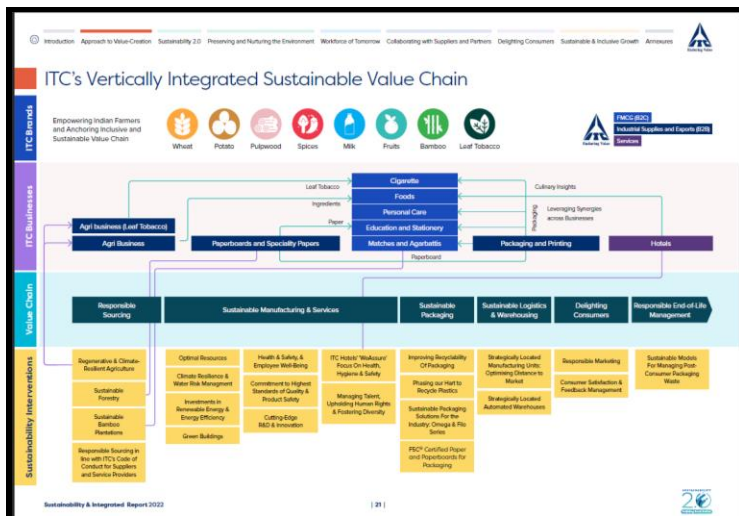 Introduction
Approach to Value-Creation
Sustainability 2.0
Preserving and Nurturing the Environment
Workforce of Tomorrow
Collaborating with Suppliers and Partners
Delighting Consumers
Sustainable & Inclusive Growth
Annexures
ITC's Vertically Integrated Sustainable Value Chain
ITC Brands
Empowering Indian Farmers
and Anchoring Inclusive and
Sustainable Value Chain
Wheat
Potato
Pulpwood
Spices
Milk
Fruits
Bamboo
Leaf Tobacco
FMCG (B2C)
Industrial Supplies and Exports (B2B)
Services
ITC Businesses
Leaf Tobacco
Ingredients
Paper
Paperboard
Agri business (Leaf Tobacco)
Agri Business
Paperboards and Speciality Papers
Cigarette
Foods
Personal Care
Education and Stationery
Matches and Agarbattis
Culinary Insights
Leveraging Synergies
across Businesses
Packaging
Packaging and Printing
Hotels
Value Chain
Responsible
Sourcing
Sustainable Manufacturing & Services
Sustainable
Packaging
Sustainable Logistics
& Warehousing
Delighting
Consumers
Responsible End-of-Life
Management
Sustainability Interventions
Regenerative & Climate-
Resilient Agriculture
Sustainable
Forestry
Sustainable
Bamboo
Plantations
Responsible Sourcing in
line with ITC's Code of
Conduct for Suppliers
and Service Providers
Optimal Resources
Climate Resilience &
Water Risk Managment
Investments in
Renewable Energy &
Energy Efficiency
Green Buildings
Health & Safety, &
Employee Well-Being
Commitment to Highest
Standards of Quality &
Product Safety
Cutting-Edge
R&D & Innovation
ITC Hotels' 'WeAssure'
Focus On Health,
Hygiene & Safety
Managing Talent,
Upholding Human Rights
& Fostering Diversity
Improving Recyclability
Of Packaging
Phasing our Hart to
Recycle Plastics
Sustainable Packaging
Solutions For the
Industry: Omega & Filo
Series
FSC® Certified Paper
and Paperboards for
Packaging
Strategically Located
Manufacturing Units:
Optimising Distance to
Market
Strategically Located
Automated Warehouses
Responsible Marketing
Consumer Satisfaction &
Feedback Management
Sustainable Models
For Managing Post-
Consumer Packaging
Waste
Sustainability & Integrated Report 2022
| 21 |